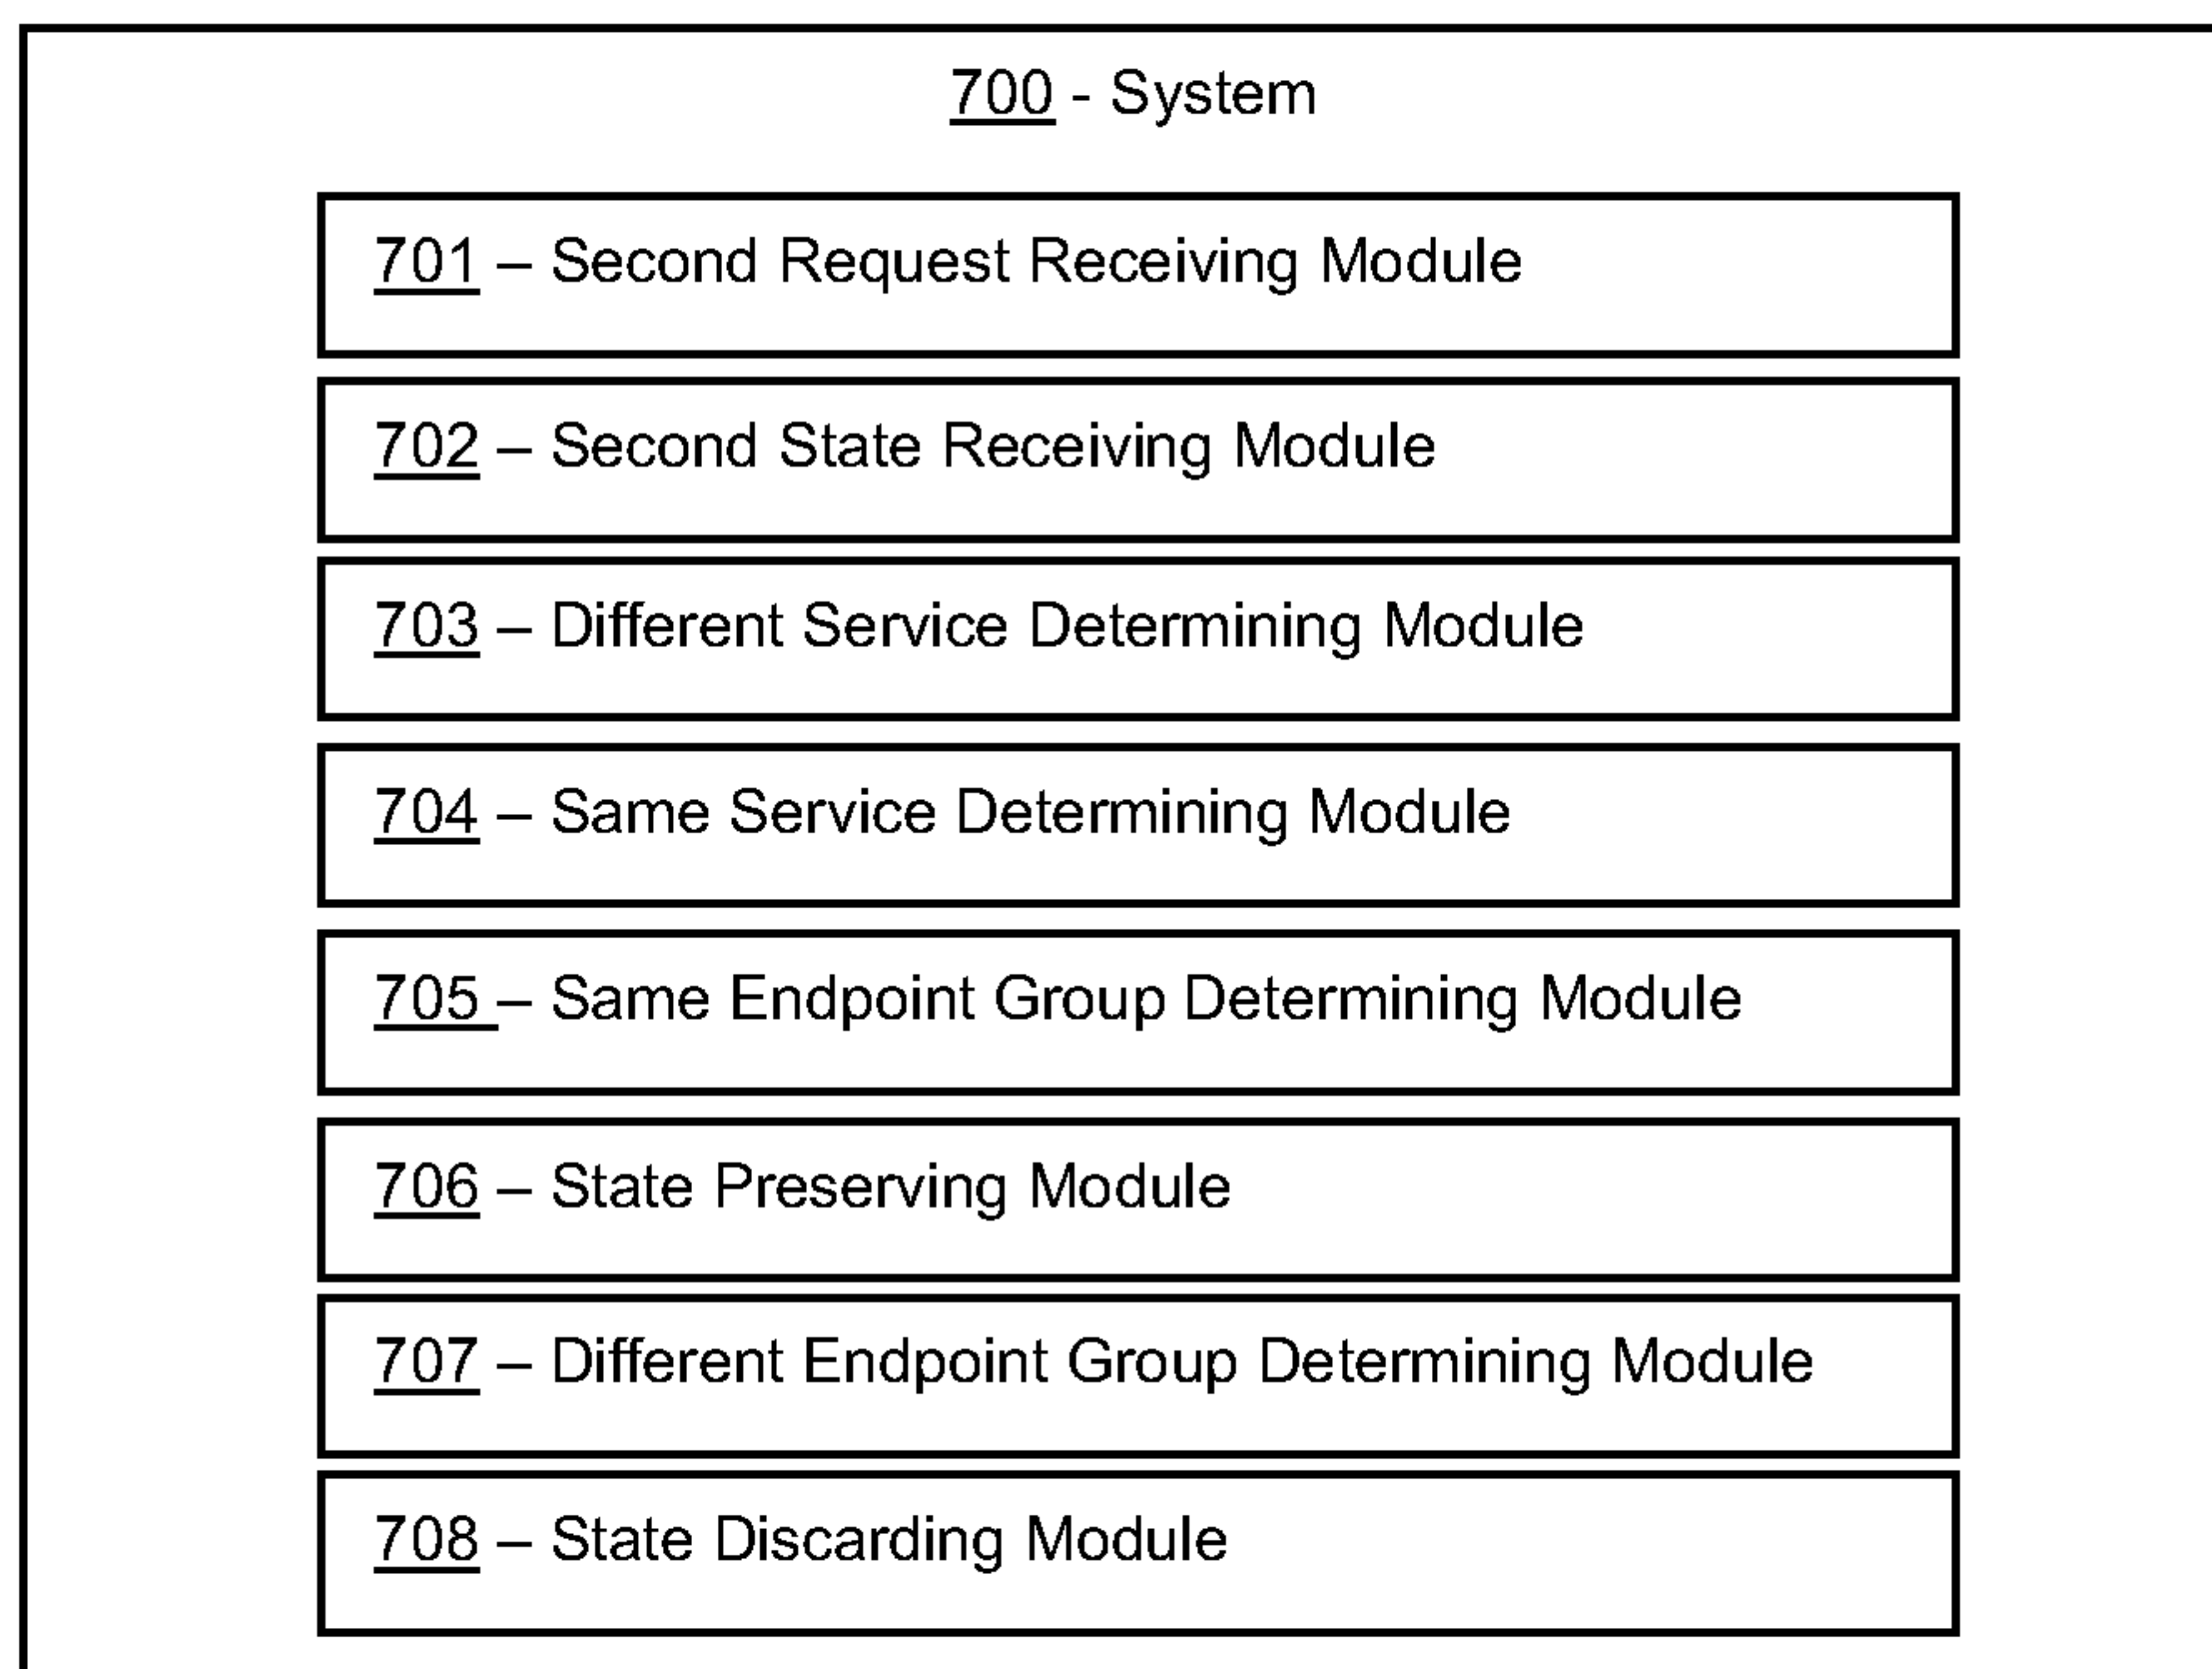 700 - System
701 – Second Request Receiving Module
702 – Second State Receiving Module
703 – Different Service Determining Module
704 – Same Service Determining Module
705 – Same Endpoint Group Determining Module
706 – State Preserving Module
707 – Different Endpoint Group Determining Module
708 – State Discarding Module